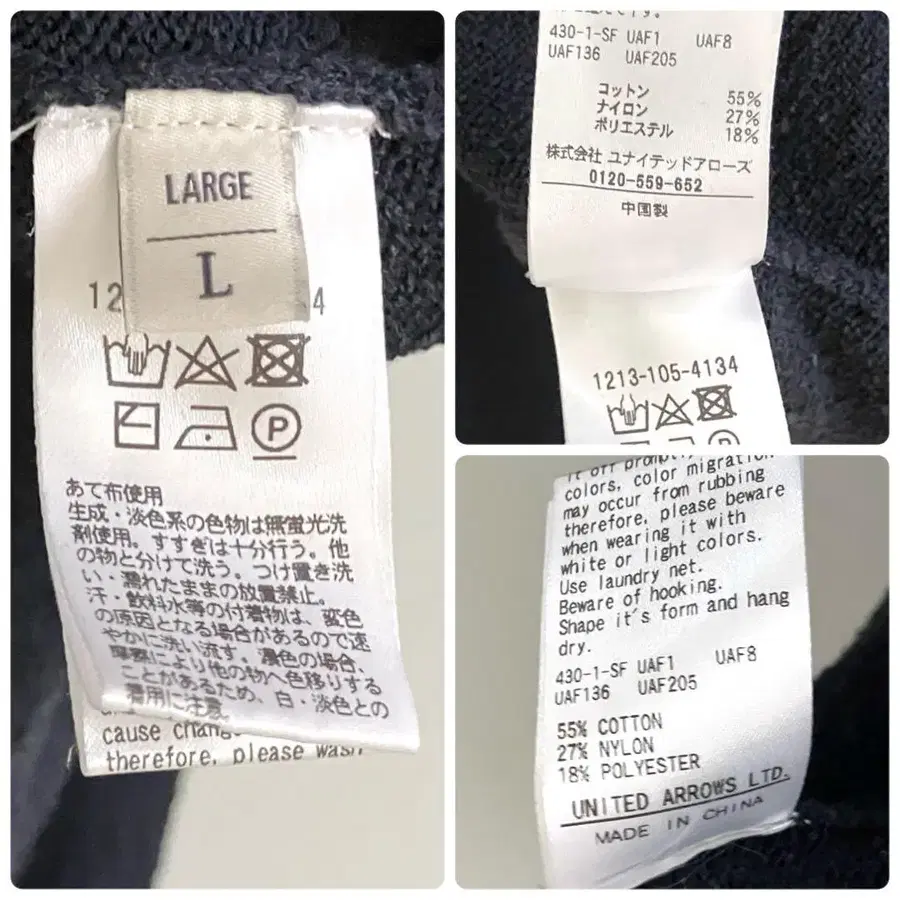 LARGE
L
12 4
P
あて布使用
生成・淡色系の色物は無蛍光洗
剤使用。すすぎは十分行う。他
の物と分けて洗う。つけ置き洗
い・濡れたままの放置禁止。
汗・飲料水等の付着物は、変色
の原因となる場合があるので速
やかに洗い流す。濃色の場合、
摩擦により他の物へ色移りする
ことがあるため、白・淡色との
着用に注意
cause chang
therefore, please wash
430-1-SF UAF1 UAF8
UAF136 UAF205
コットン 55%
ナイロン 27%
ポリエステル 18%
株式会社 ユナイテッドアローズ
0120-559-652
中国製
1213-105-4134
it off promptly
colors, color migration
may occur from rubbing
therefore, please beware
when wearing it with
white or light colors.
Use laundry net.
Beware of hooking.
Shape it's form and hang
dry.
430-1-SF UAF1 UAF8
UAF136 UAF205
55% COTTON
27% NYLON
18% POLYESTER
UNITED ARROWS LTD.
MADE IN CHINA